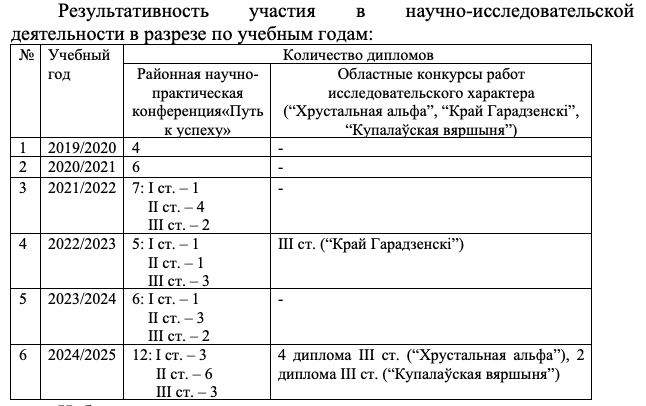 Результативность участия в научно-исследовательской
деятельности в разрезе по учебным годам:
№ Учебный год Количество дипломов
Районная научно-
практическая
конференция«Путь
к успеху»
Областные конкурсы работ
исследовательского характера
(“Хрустальная альфа”, “Край Гарадзенскі”,
“Купалаўская вяршыня”)
1 2019/2020 4 -
2 2020/2021 6 -
3 2021/2022 7: I ст. – 1 -
II ст. – 4
III ст. – 2
4 2022/2023 5: I ст. – 1 III ст. (“Край Гарадзенскі”)
II ст. – 1
III ст. – 3
5 2023/2024 6: I ст. – 1 -
II ст. – 3
III ст. – 2
6 2024/2025 12: I ст. – 3 4 диплома III ст. (“Хрустальная альфа”), 2
II ст. – 6 диплома III ст. (“Купалаўская вяршыня”)
III ст. – 3